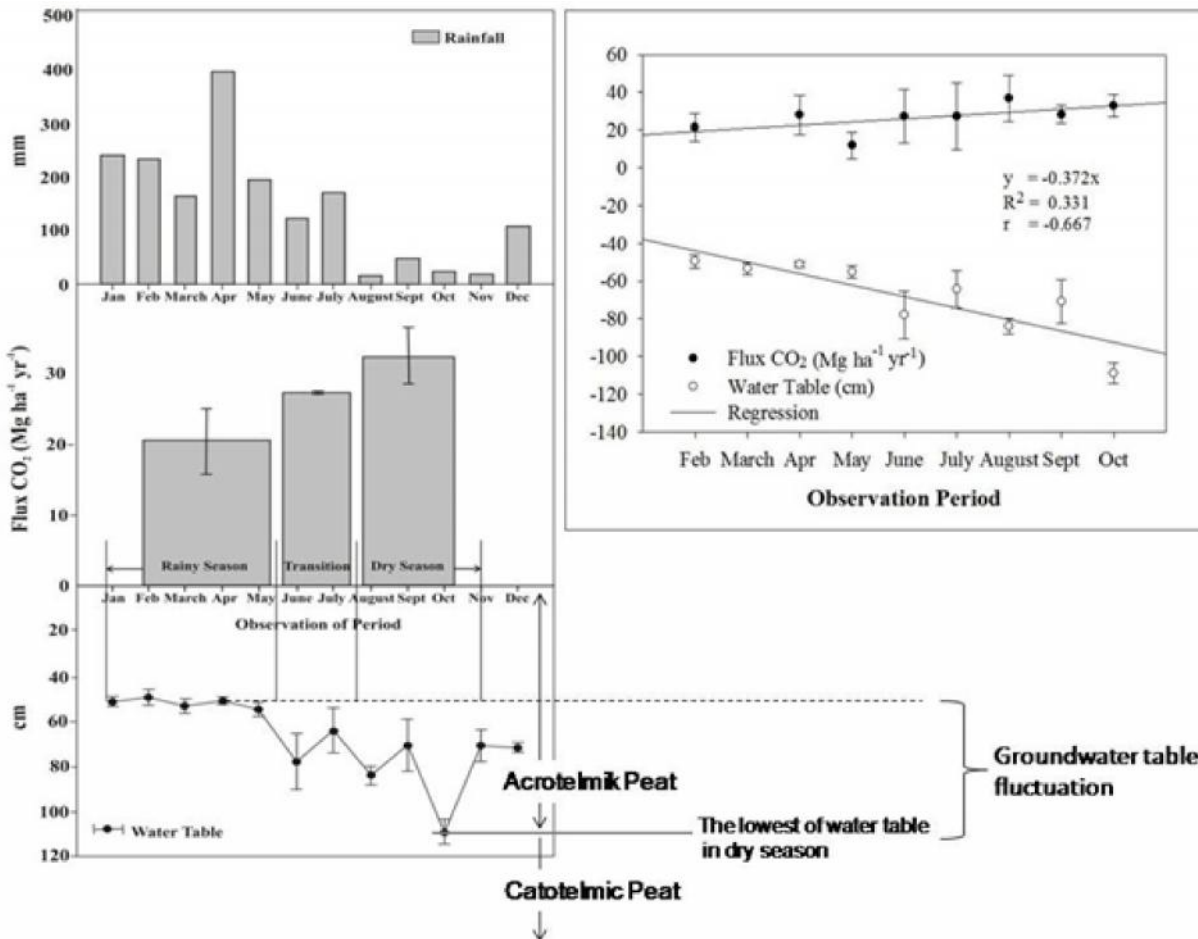 500
400
300
200
100
0
mm
Rainfall
Jan Feb March Apr May June July August Sept Oct Nov Dec
30
20
10
0
Flux CO₂ (Mg ha⁻¹ yr⁻¹)
Rainy Season Transition Dry Season
Jan Feb March Apr May June July August Sept Oct Nov Dec
Observation of Period
20
40
60
80
100
120
cm
Water Table
60
40
20
0
-20
-40
-60
-80
-100
-120
-140
y = -0.372x
R² = 0.331
r = -0.667
Flux CO₂ (Mg ha⁻¹ yr⁻¹)
Water Table (cm)
Regression
Feb March Apr May June July August Sept Oct
Observation Period
Acrotelmik Peat
Catotelmic Peat
The lowest of water table
in dry season
Groundwater table
fluctuation